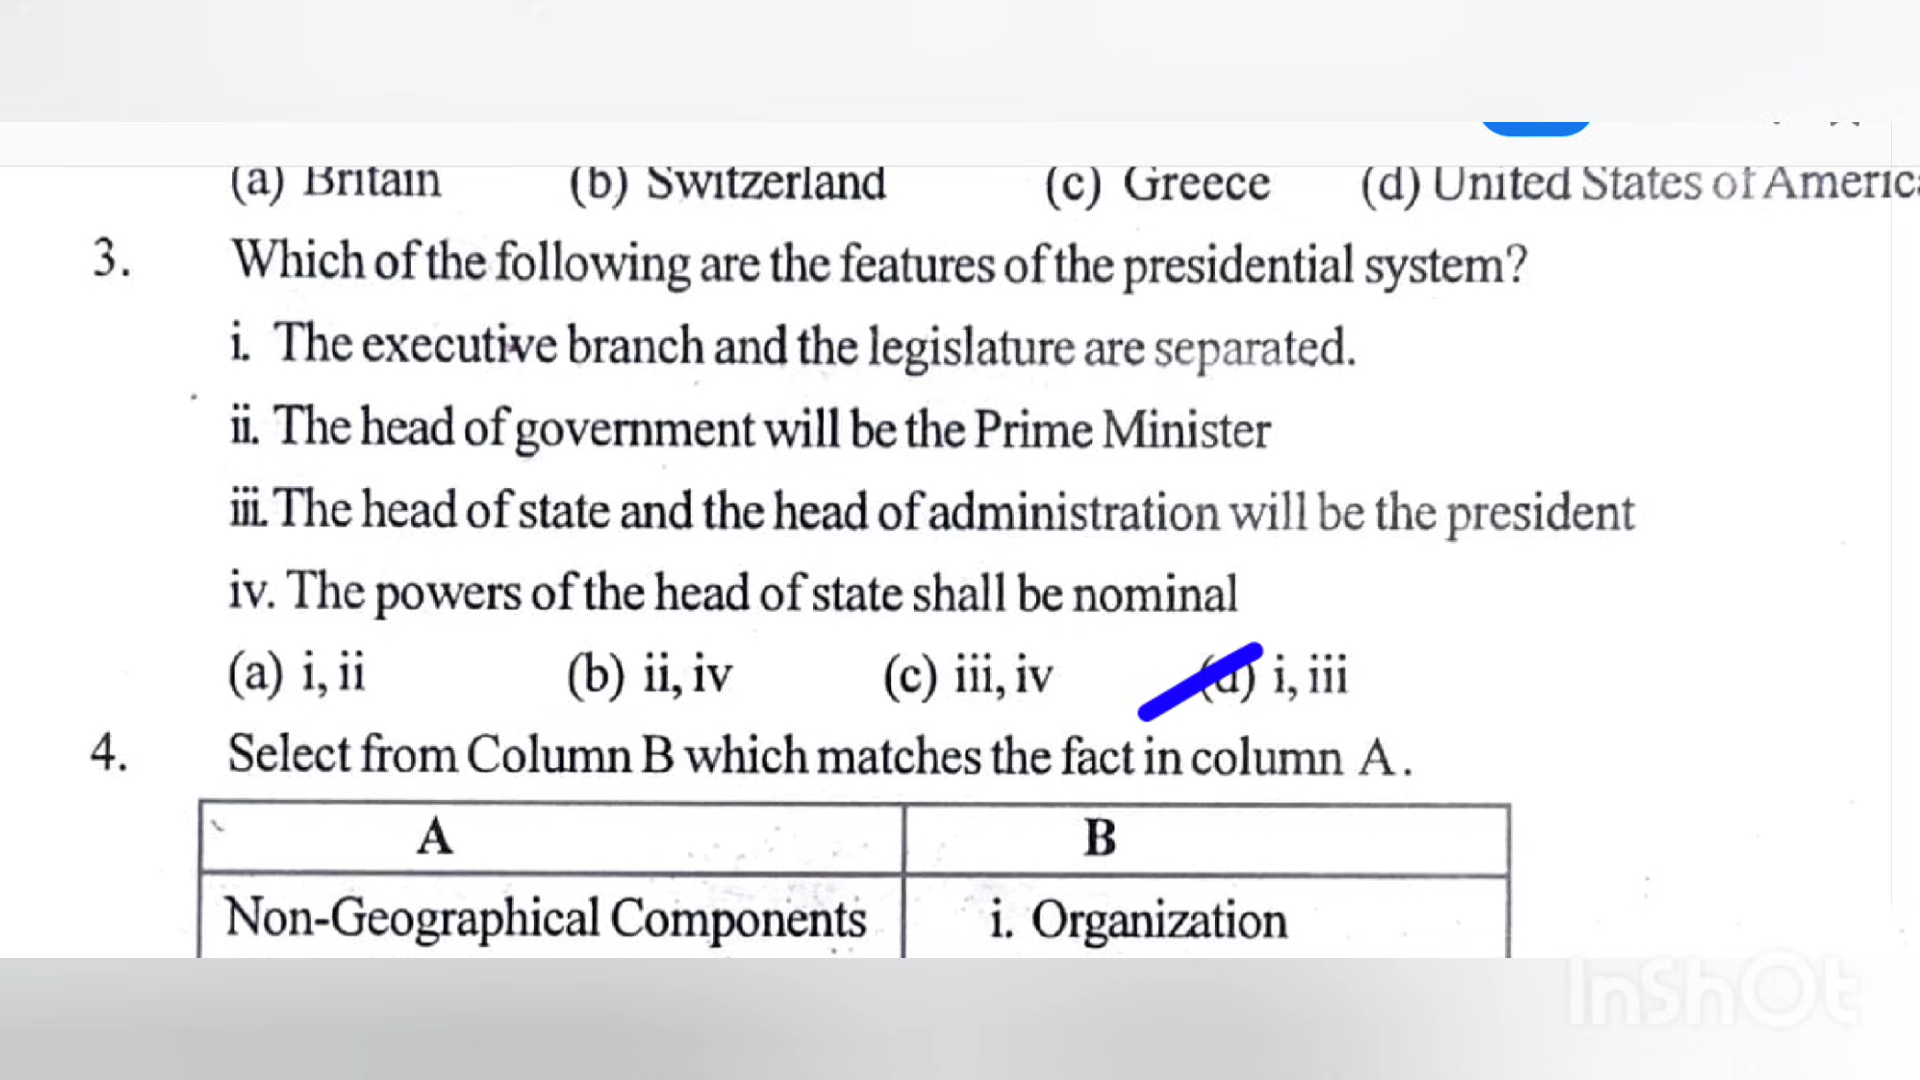 (a) Britain (b) Switzerland (c) Greece (d) United States of America
3. Which of the following are the features of the presidential system?
i. The executive branch and the legislature are separated.
ii. The head of government will be the Prime Minister
iii. The head of state and the head of administration will be the president
iv. The powers of the head of state shall be nominal
(a) i, ii (b) ii, iv (c) iii, iv (d) i, iii
4. Select from Column B which matches the fact in column A.
A B
Non-Geographical Components i. Organization
InShOt